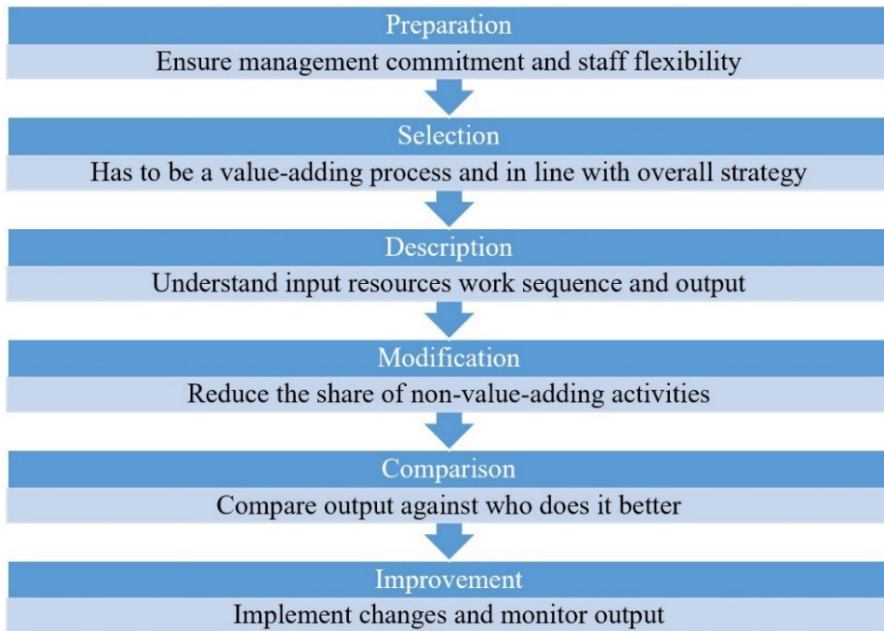 Preparation
Ensure management commitment and staff flexibility
Selection
Has to be a value-adding process and in line with overall strategy
Description
Understand input resources work sequence and output
Modification
Reduce the share of non-value-adding activities
Comparison
Compare output against who does it better
Improvement
Implement changes and monitor output